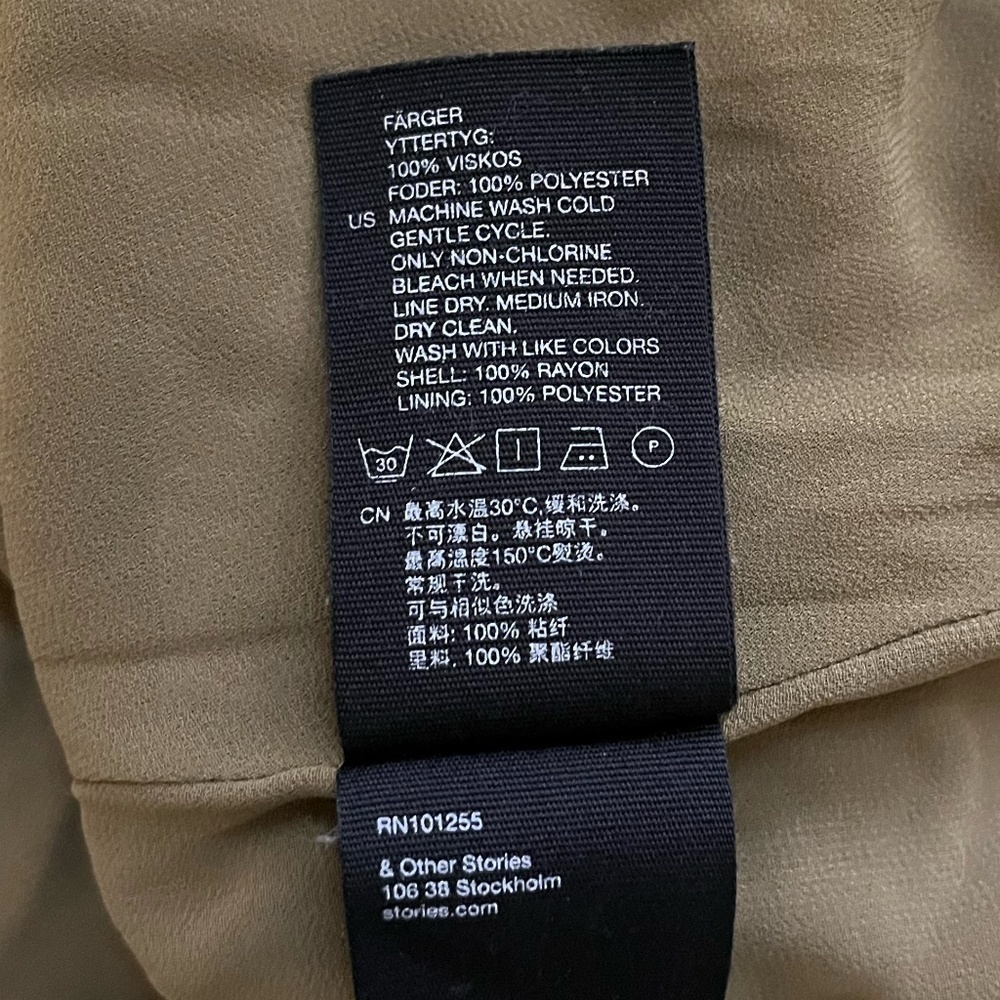 FÄRGER
YTTERTYG:
100% VISKOS
FODER: 100% POLYESTER
US MACHINE WASH COLD
GENTLE CYCLE.
ONLY NON-CHLORINE
BLEACH WHEN NEEDED.
LINE DRY. MEDIUM IRON.
DRY CLEAN.
WASH WITH LIKE COLORS
SHELL: 100% RAYON
LINING: 100% POLYESTER
30 P
CN 最高水温30°C,缓和洗涤。
不可漂白。悬挂晾干。
最高温度150°C熨烫。
常规干洗。
可与相似色洗涤
面料: 100% 粘纤
里料: 100% 聚酯纤维
RN101255
& Other Stories
106 38 Stockholm
stories.com